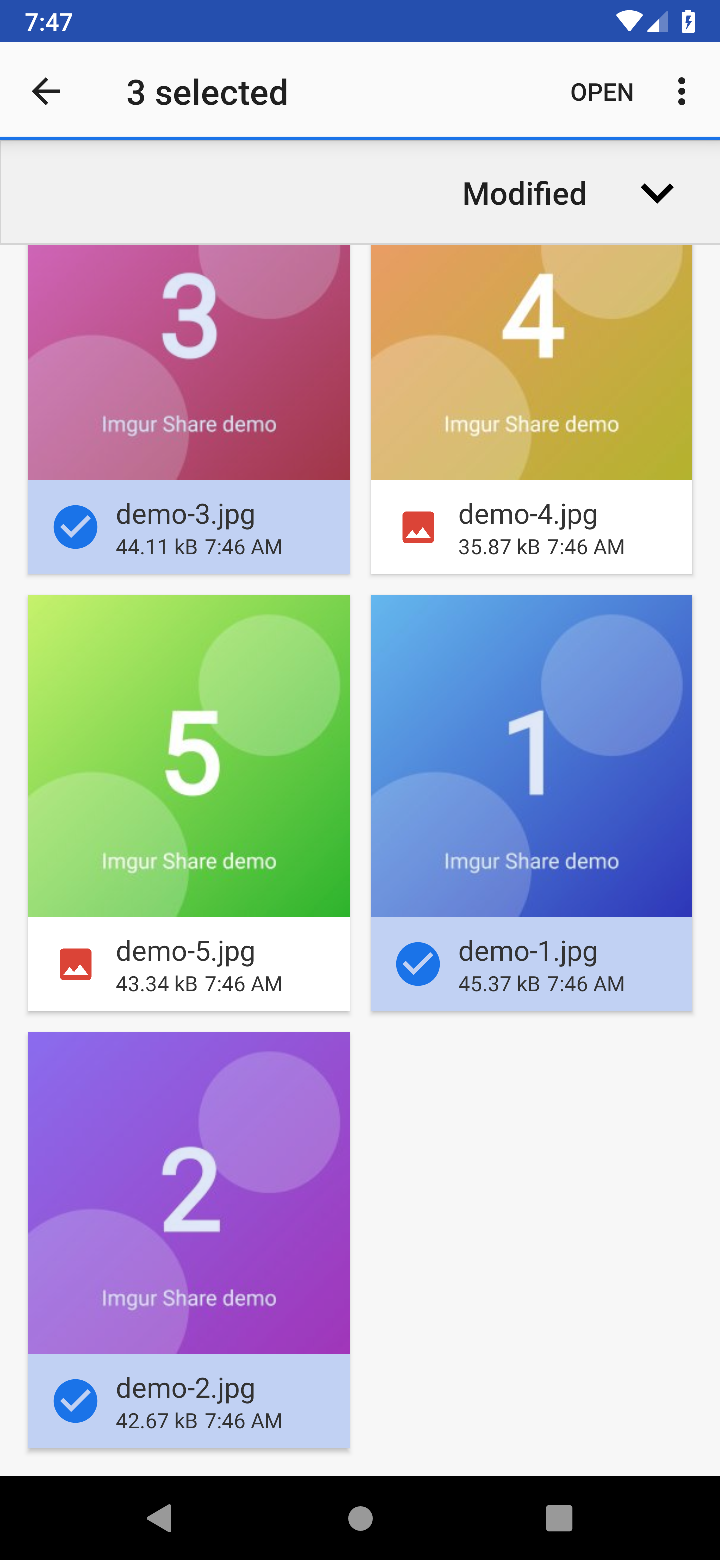 7:47
3 selected
OPEN
Modified
3
Imgur Share demo
demo-3.jpg
44.11 kB 7:46 AM
4
Imgur Share demo
demo-4.jpg
35.87 kB 7:46 AM
5
Imgur Share demo
demo-5.jpg
43.34 kB 7:46 AM
1
Imgur Share demo
demo-1.jpg
45.37 kB 7:46 AM
2
Imgur Share demo
demo-2.jpg
42.67 kB 7:46 AM